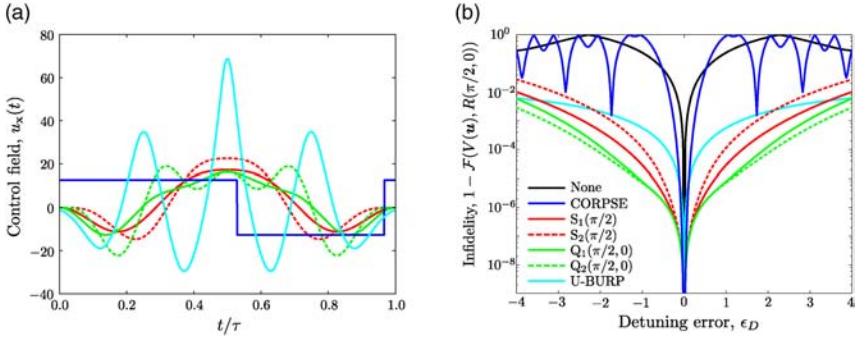 (a)
80
60
40
20
0
−20
−40
0.0 0.2 0.4 0.6 0.8 1.0
t/τ
Control field, u_x(t)
(b)
10^0
10^−2
10^−4
10^−6
10^−8
−4 −3 −2 −1 0 1 2 3 4
Detuning error, ϵ_D
Infidelity, 1 − F(V(u), R(π/2, 0))
None
CORPSE
S_1(π/2)
S_2(π/2)
Q_1(π/2, 0)
Q_2(π/2, 0)
U-BURP